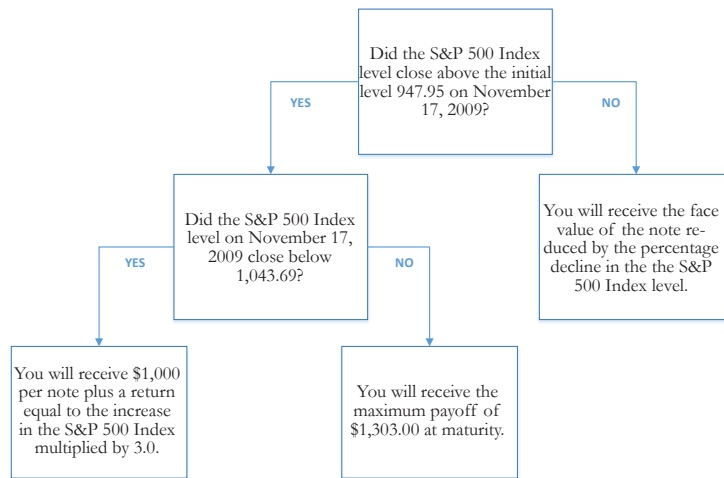 Did the S&P 500 Index
level close above the initial
level 947.95 on November
17, 2009?
YES
NO
Did the S&P 500 Index
level on November 17,
2009 close below
1,043.69?
You will receive the face
value of the note re-
duced by the percentage
decline in the the S&P
500 Index level.
YES
NO
You will receive $1,000
per note plus a return
equal to the increase
in the S&P 500 Index
multiplied by 3.0.
You will receive the
maximum payoff of
$1,303.00 at maturity.